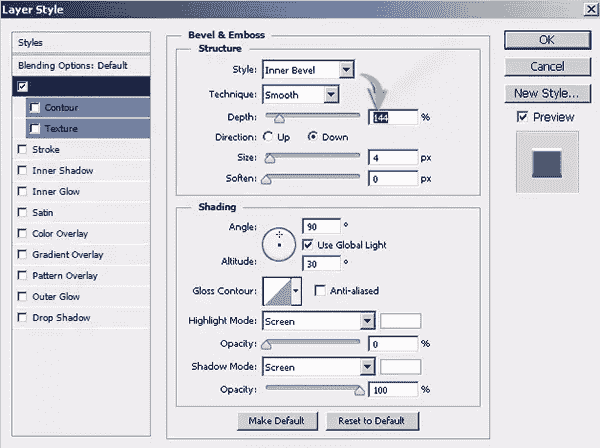 Layer Style
Styles
Blending Options: Default
Contour
Texture
Stroke
Inner Shadow
Inner Glow
Satin
Color Overlay
Gradient Overlay
Pattern Overlay
Outer Glow
Drop Shadow
Bevel & Emboss
Structure
Style: Inner Bevel
Technique: Smooth
Depth: 144 %
Direction: Up Down
Size: 4 px
Soften: 0 px
Shading
Angle: 90 °
Use Global Light
Altitude: 30 °
Gloss Contour: Anti-aliased
Highlight Mode: Screen
Opacity: 0 %
Shadow Mode: Screen
Opacity: 100 %
Make Default Reset to Default
OK
Cancel
New Style...
Preview